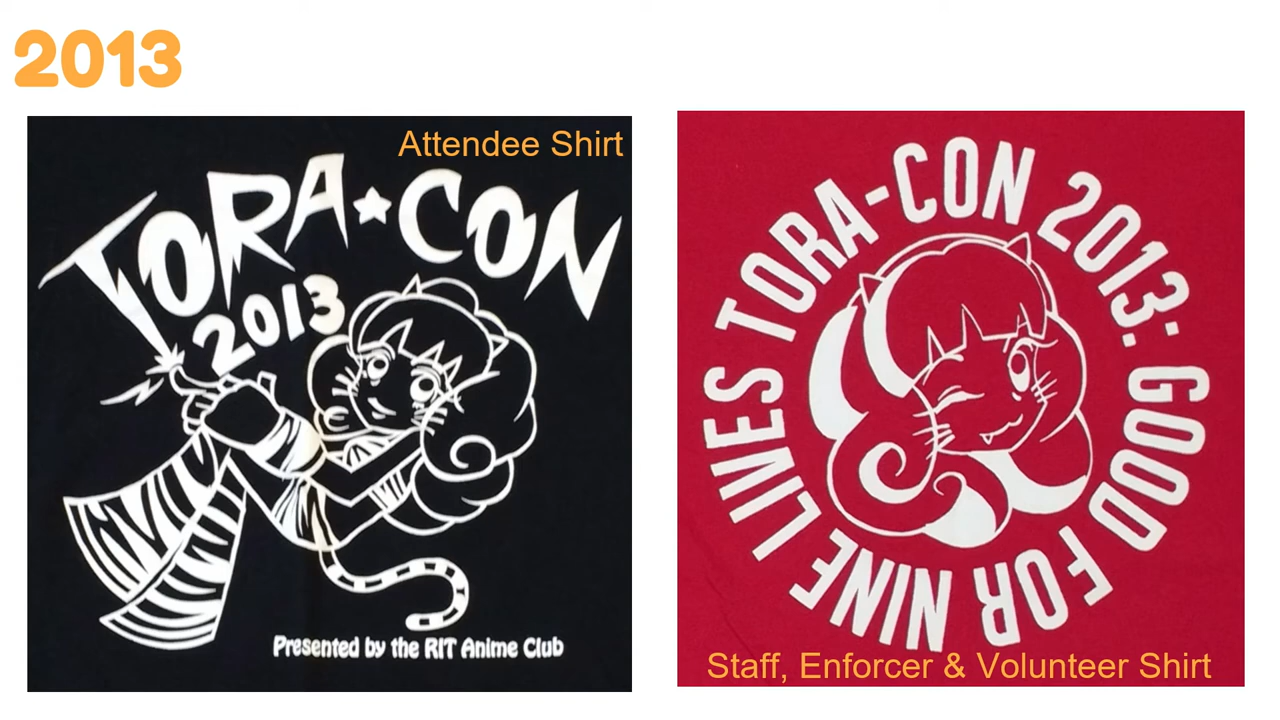 2013
Attendee Shirt
TORA★CON
2013
Presented by the RIT Anime Club
TORA-CON 2013: GOOD FOR NINE LIVES
Staff, Enforcer & Volunteer Shirt